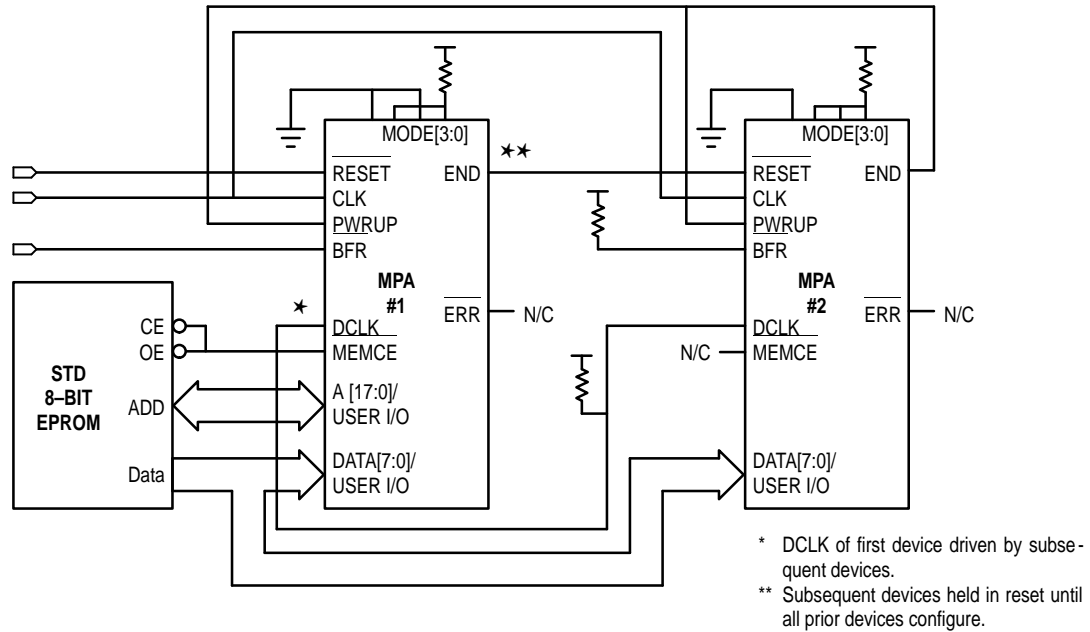 MODE[3:0]
RESET
CLK
PWRUP
BFR
END
**
MPA
#1
*
DCLK
MEMCE
ERR
N/C
A [17:0]/
USER I/O
DATA[7:0]/
USER I/O
STD
8–BIT
EPROM
CE
OE
ADD
Data
MODE[3:0]
RESET
CLK
PWRUP
BFR
END
MPA
#2
DCLK
N/C
MEMCE
ERR
N/C
DATA[7:0]/
USER I/O
* DCLK of first device driven by subse-
quent devices.
** Subsequent devices held in reset until
all prior devices configure.